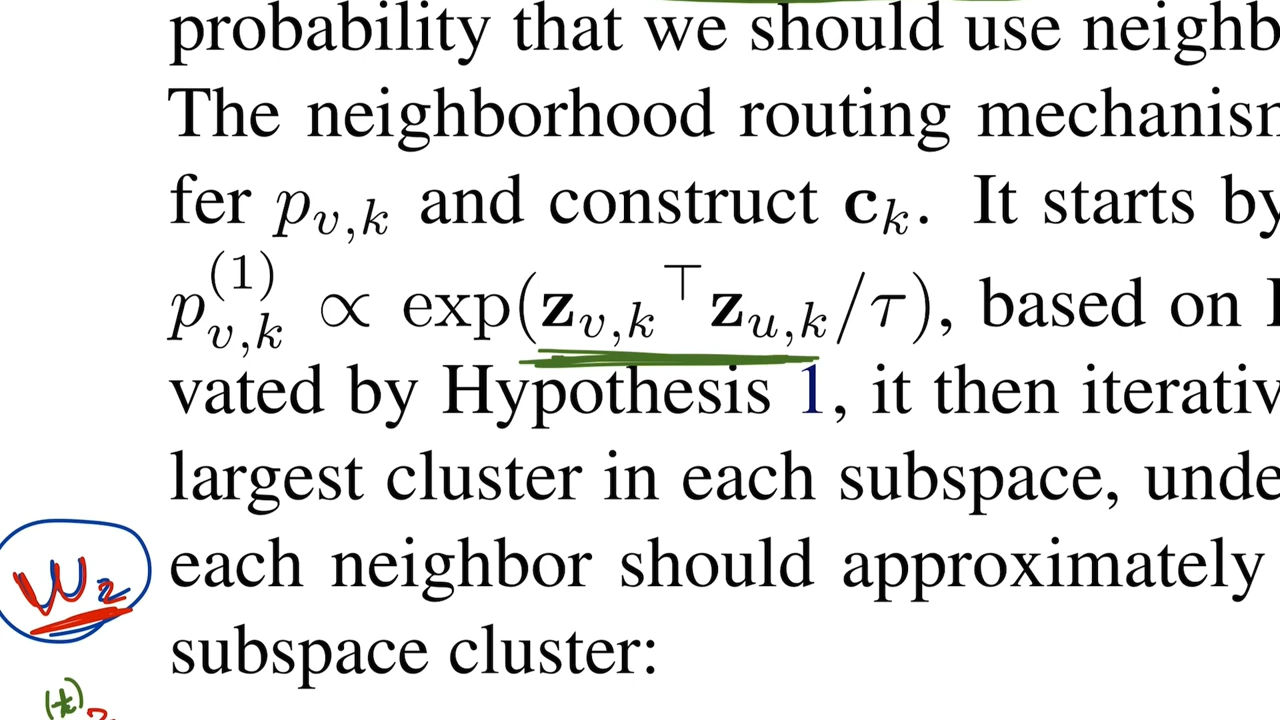 probability that we should use neighb
The neighborhood routing mechanism
fer p_{v,k} and construct c_k. It starts by
p_{v,k}^{(1)} ∝ exp(z_{v,k}^⊤ z_{u,k}/τ), based on
vated by Hypothesis 1, it then iterativ
largest cluster in each subspace, unde
W₂ each neighbor should approximately
subspace cluster:
(k)